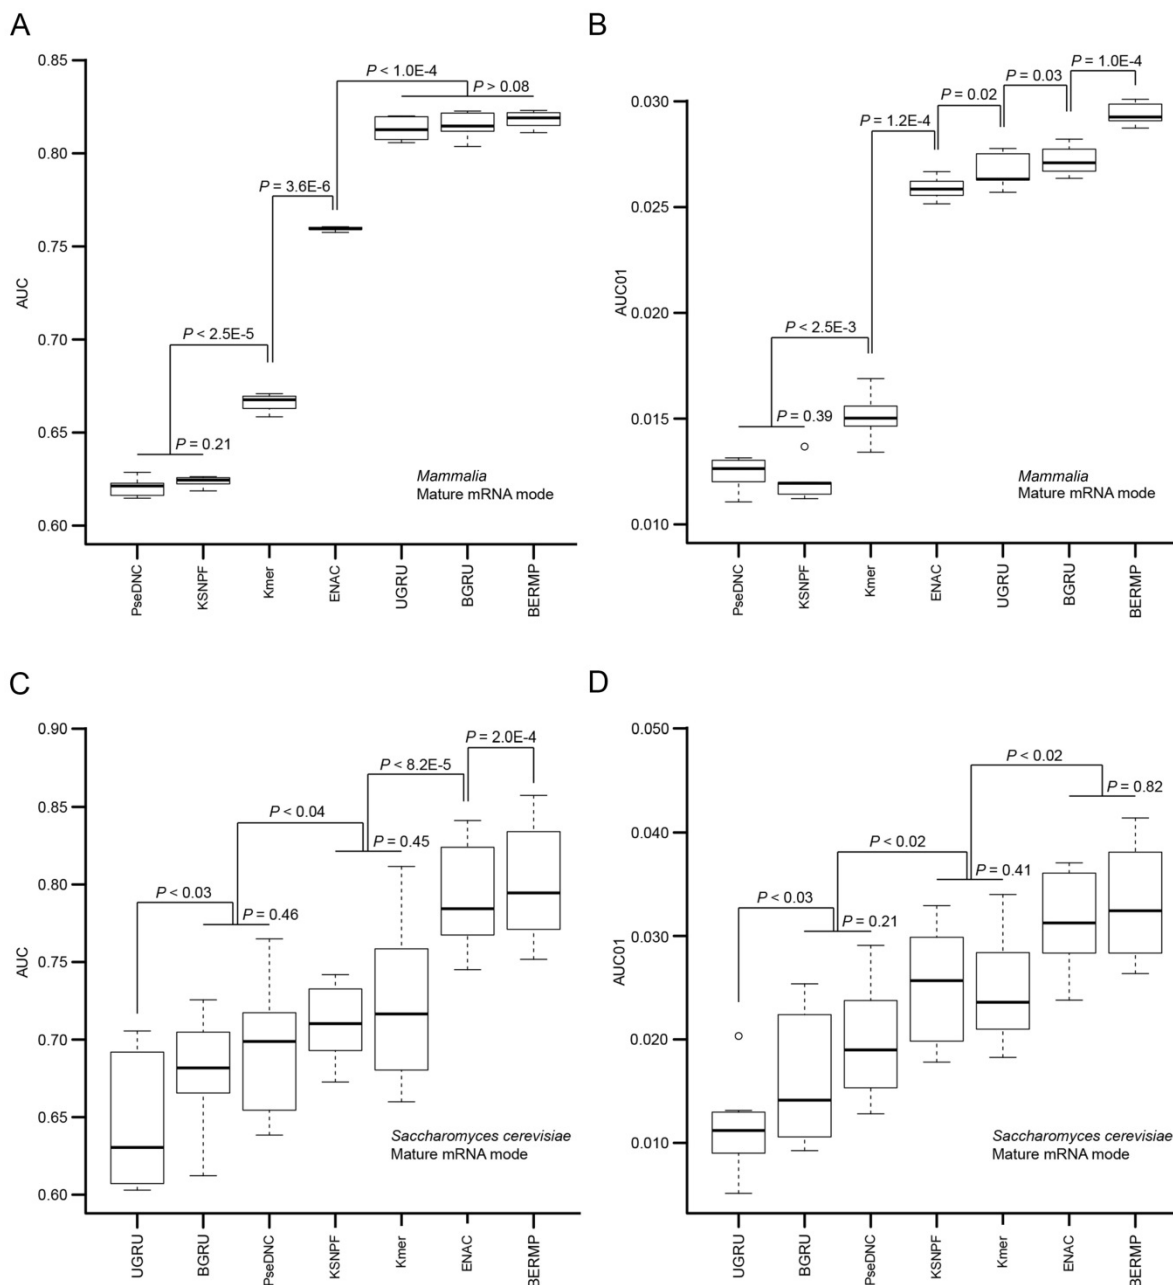 A
AUC
0.85
0.80
0.75
0.70
0.65
0.60
P < 1.0E-4
P > 0.08
P = 3.6E-6
P < 2.5E-5
P = 0.21
Mammalia
Mature mRNA mode
PseDNC
KSNPF
Kmer
ENAC
UGRU
BGRU
BERMP
B
AUC01
0.030
0.025
0.020
0.015
0.010
P = 1.0E-4
P = 0.03
P = 0.02
P = 1.2E-4
P < 2.5E-3
P = 0.39
Mammalia
Mature mRNA mode
PseDNC
KSNPF
Kmer
ENAC
UGRU
BGRU
BERMP
C
AUC
0.90
0.85
0.80
0.75
0.70
0.65
0.60
P = 2.0E-4
P < 8.2E-5
P < 0.04
P = 0.45
P < 0.03
P = 0.46
Saccharomyces cerevisiae
Mature mRNA mode
UGRU
BGRU
PseDNC
KSNPF
Kmer
ENAC
BERMP
D
AUC01
0.050
0.040
0.030
0.020
0.010
P < 0.02
P = 0.82
P < 0.02
P = 0.41
P < 0.03
P = 0.21
Saccharomyces cerevisiae
Mature mRNA mode
UGRU
BGRU
PseDNC
KSNPF
Kmer
ENAC
BERMP